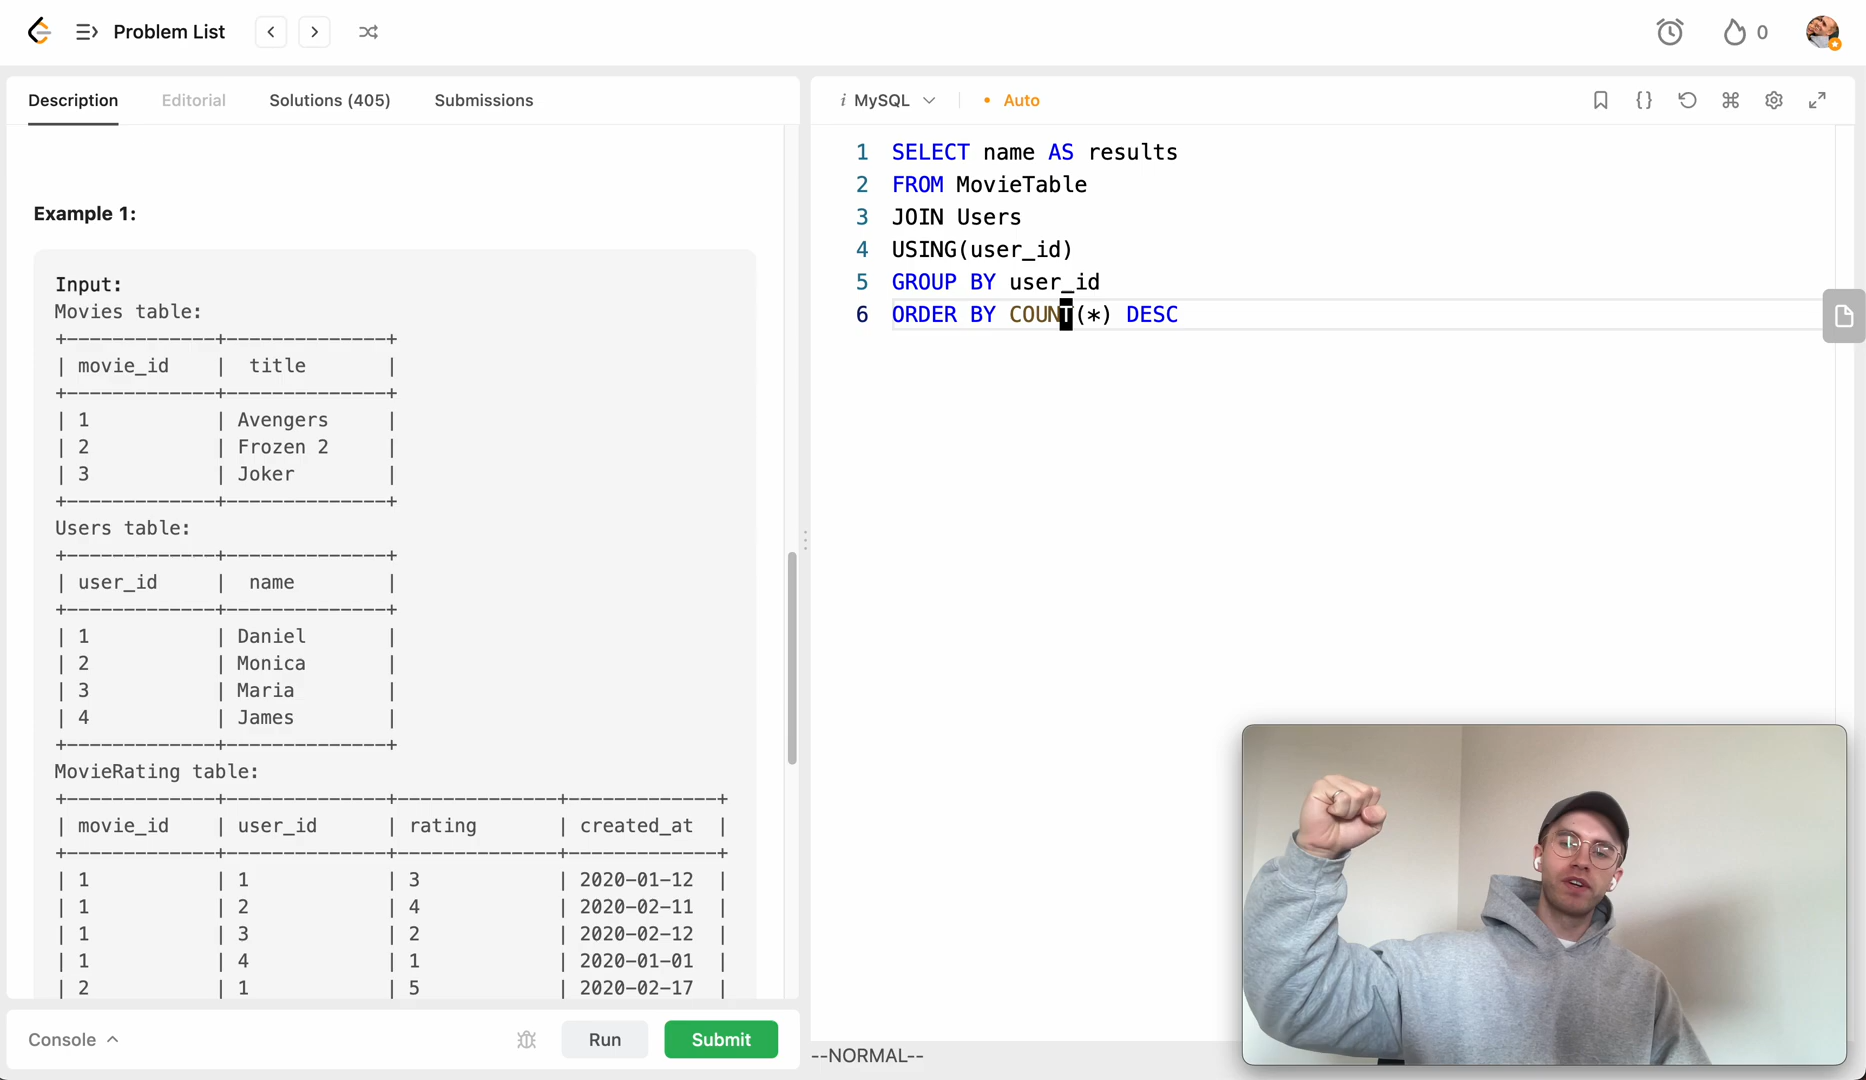 Problem List
0
Description Editorial Solutions (405) Submissions
Example 1:
Input:
Movies table:
+-------------+--------------+
| movie_id    |  title       |
+-------------+--------------+
| 1           | Avengers     |
| 2           | Frozen 2     |
| 3           | Joker        |
+-------------+--------------+
Users table:
+-------------+--------------+
| user_id     |  name        |
+-------------+--------------+
| 1           | Daniel       |
| 2           | Monica       |
| 3           | Maria        |
| 4           | James        |
+-------------+--------------+
MovieRating table:
+-------------+--------------+--------------+-------------+
| movie_id    | user_id      | rating       | created_at  |
+-------------+--------------+--------------+-------------+
| 1           | 1            | 3            | 2020-01-12  |
| 1           | 2            | 4            | 2020-02-11  |
| 1           | 3            | 2            | 2020-02-12  |
| 1           | 4            | 1            | 2020-01-01  |
| 2           | 1            | 5            | 2020-02-17  |
Console Run Submit
i MySQL • Auto
1 SELECT name AS results
2 FROM MovieTable
3 JOIN Users
4 USING(user_id)
5 GROUP BY user_id
6 ORDER BY COUNT(*) DESC
--NORMAL--